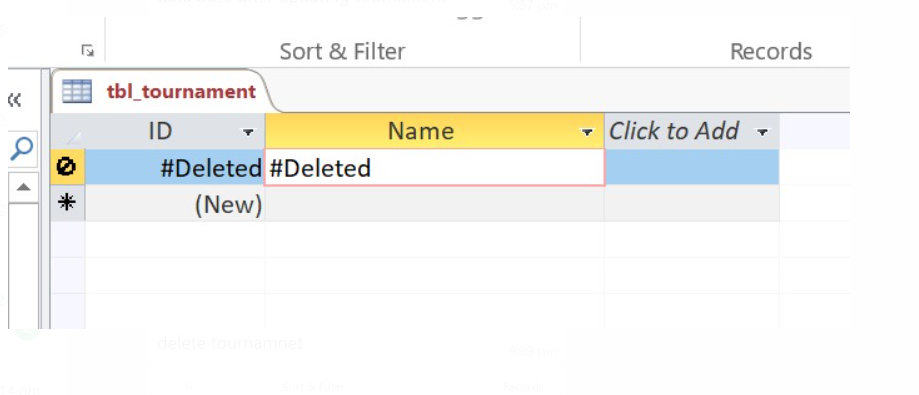 Sort & Filter
Records
tbl_tournament
ID
Name
Click to Add
#Deleted
#Deleted
(New)
delete tournamnet